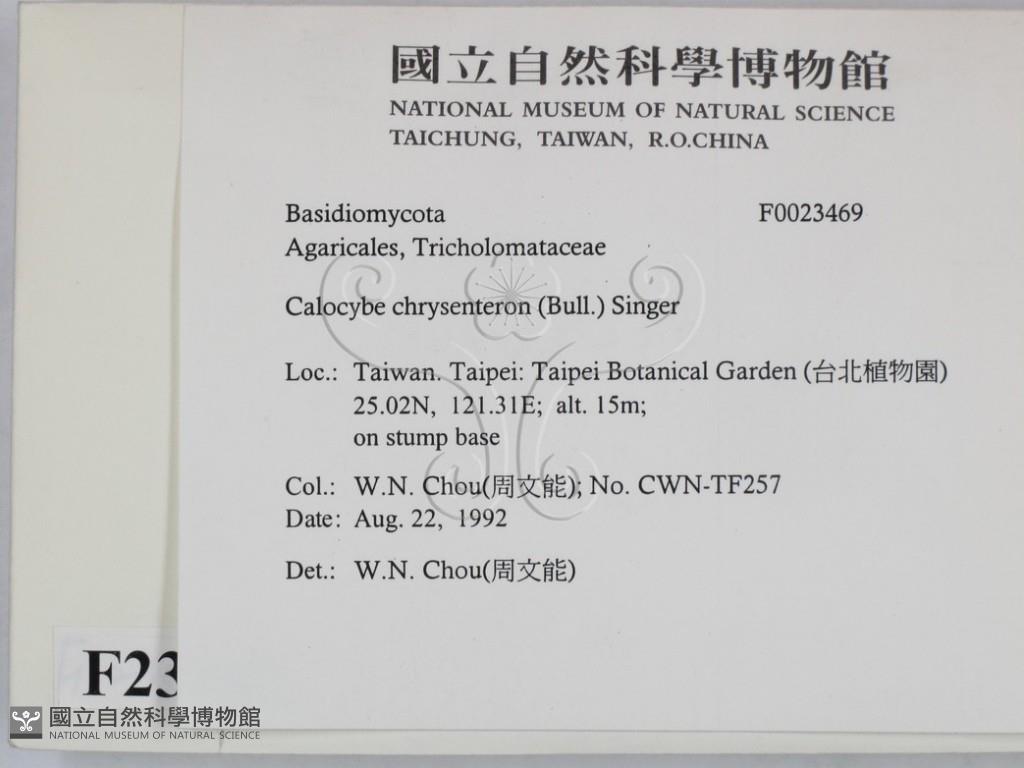 國立自然科學博物館
NATIONAL MUSEUM OF NATURAL SCIENCE
TAICHUNG, TAIWAN, R.O.CHINA
Basidiomycota F0023469
Agaricales, Tricholomataceae
Calocybe chrysenteron (Bull.) Singer
Loc.: Taiwan. Taipei: Taipei Botanical Garden (台北植物園)
25.02N, 121.31E; alt. 15m;
on stump base
Col.: W.N. Chou(周文能); No. CWN-TF257
Date: Aug. 22, 1992
Det.: W.N. Chou(周文能)
F23
國立自然科學博物館
NATIONAL MUSEUM OF NATURAL SCIENCE